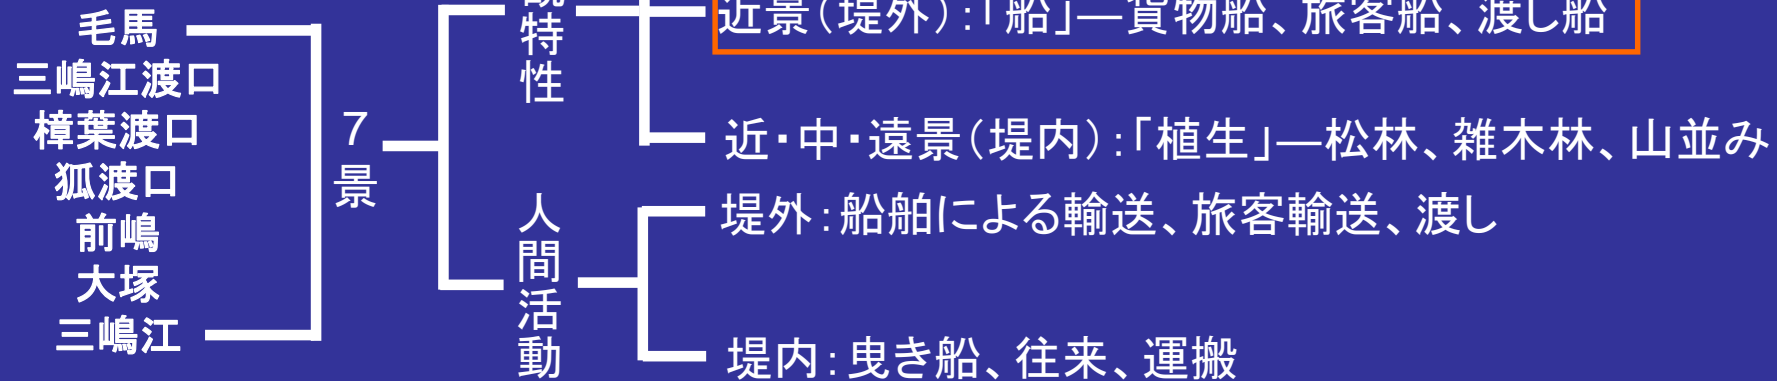 毛馬
三嶋江渡口
樟葉渡口
狐渡口
前嶋
大塚
三嶋江
7景
特性
近景(堤外):「船」―貨物船、旅客船、渡し船
近・中・遠景(堤内):「植生」―松林、雑木林、山並み
人間活動
堤外:船舶による輸送、旅客輸送、渡し
堤内:曳き船、往来、運搬